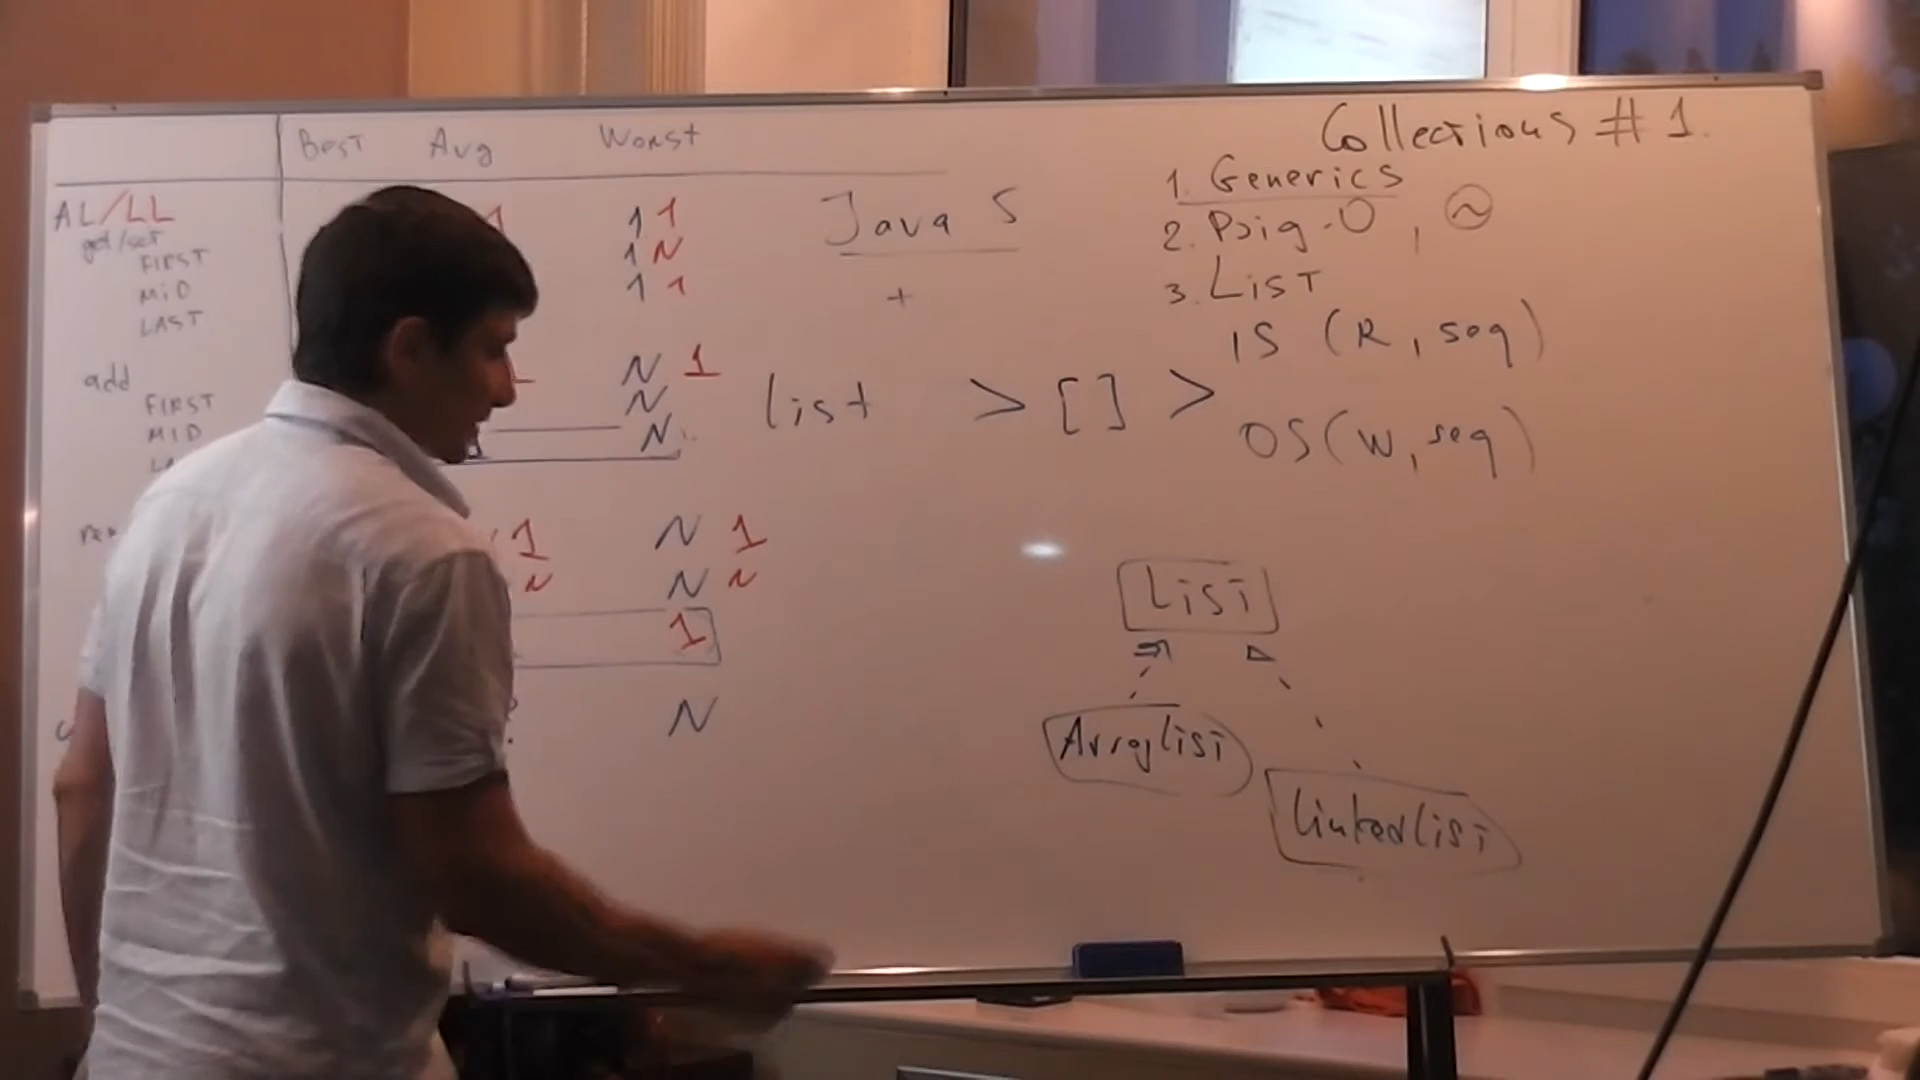 Best Avg Worst
AL/LL 1 1 1
get/set 1 N
FIRST 1 1
MID
LAST
add N 1
FIRST N
MID N
N 1
N N N
1
N
Java 5
+
list > [ ] >
Collections # 1.
1. Generics
2. Big-O, ~
3. List
IS (R, seq)
OS (W, seq)
List
ArrayList
LinkedList